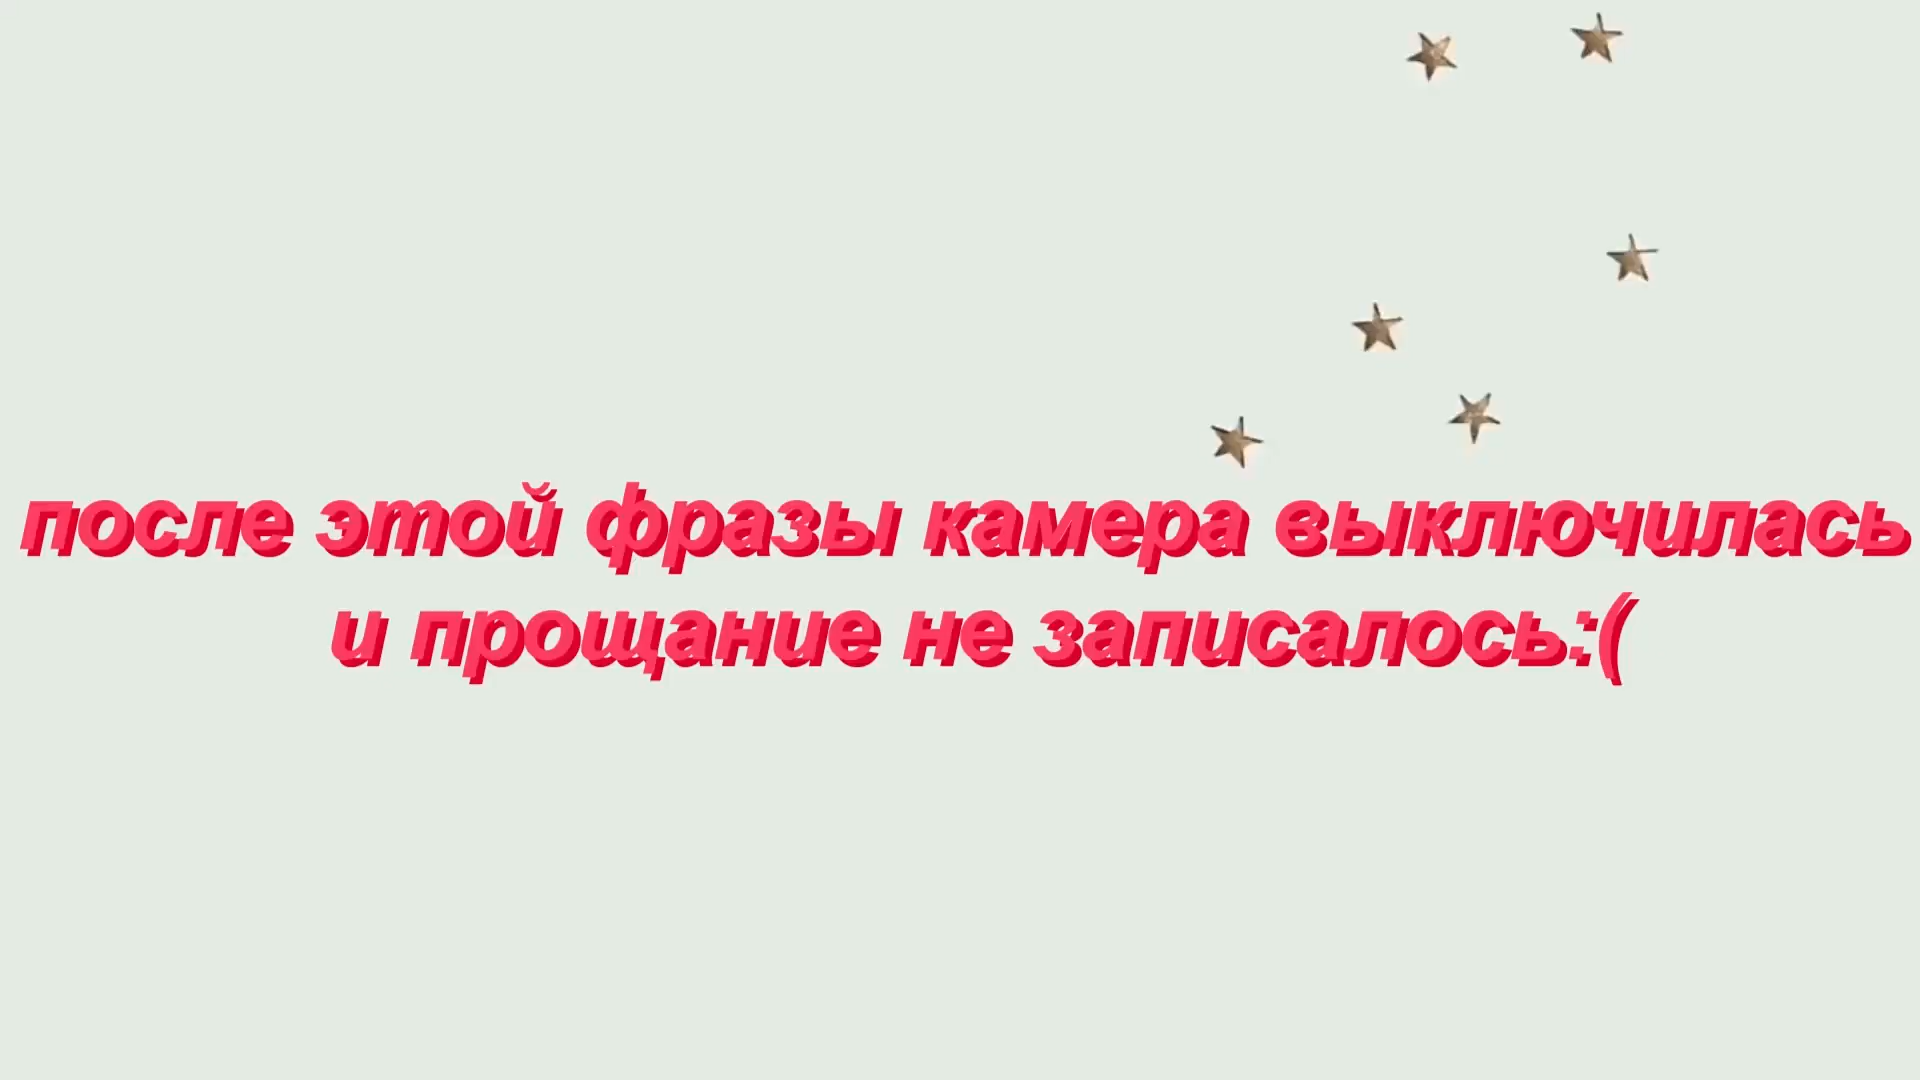 после этой фразы камера выключилась
и прощание не записалось:(